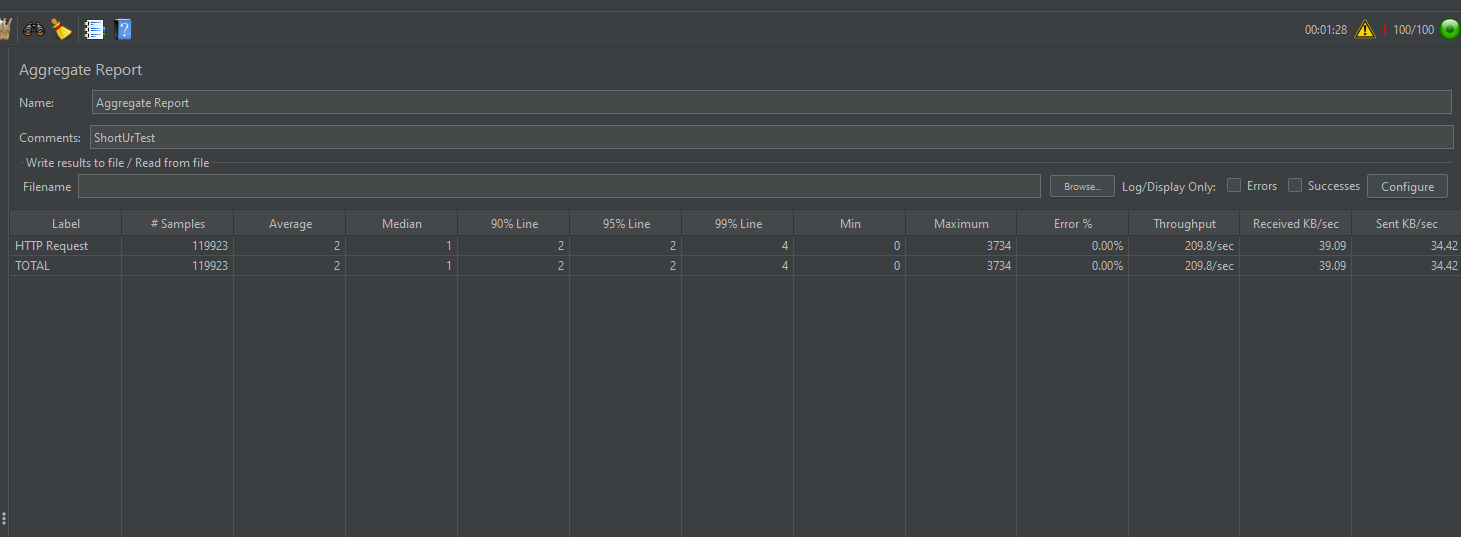 00:01:28 3 100/100
Aggregate Report
Name: Aggregate Report
Comments: ShortUrTest
Write results to file / Read from file
Filename Browse... Log/Display Only: Errors Successes Configure
Label # Samples Average Median 90% Line 95% Line 99% Line Min Maximum Error % Throughput Received KB/sec Sent KB/sec
HTTP Request 119923 2 1 2 2 4 0 3734 0.00% 209.8/sec 39.09 34.42
TOTAL 119923 2 1 2 2 4 0 3734 0.00% 209.8/sec 39.09 34.42